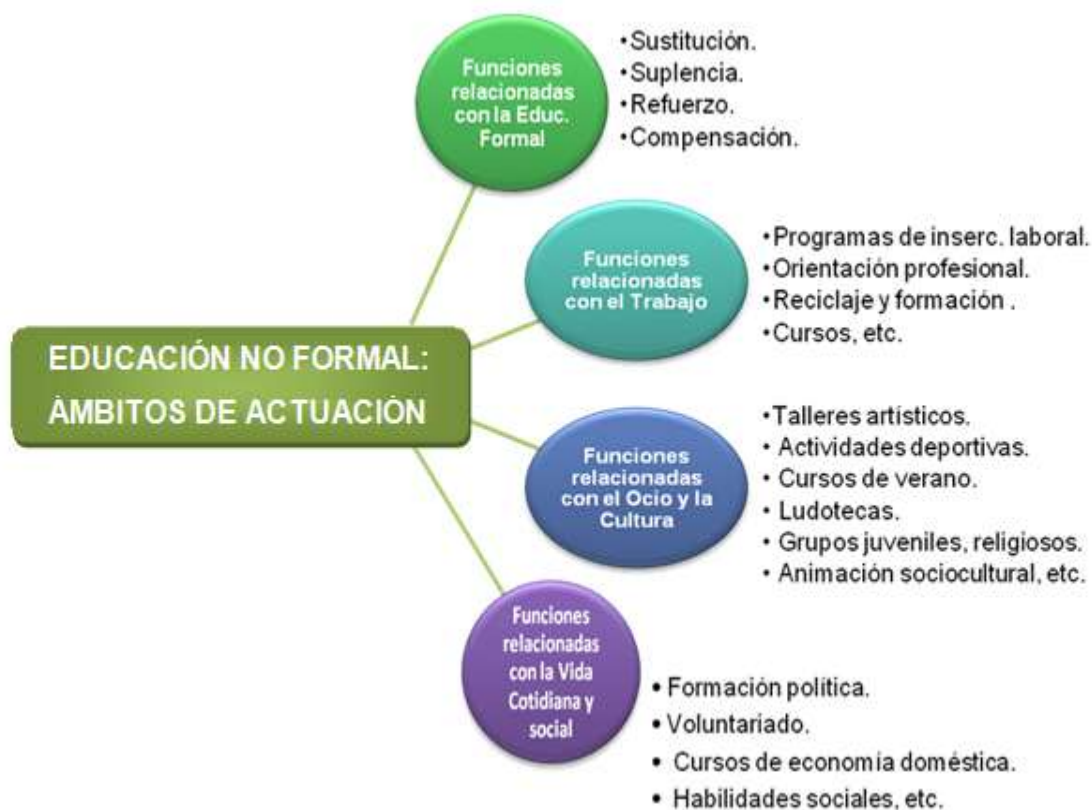 Funciones
relacionadas
con la Educ.
Formal
•Sustitución.
•Suplencia.
•Refuerzo.
•Compensación.
Funciones
relacionadas
con el Trabajo
•Programas de inserc. laboral.
•Orientación profesional.
•Reciclaje y formación .
•Cursos, etc.
EDUCACIÓN NO FORMAL:
ÁMBITOS DE ACTUACIÓN
Funciones
relacionadas
con el Ocio y la
Cultura
•Talleres artísticos.
• Actividades deportivas.
• Cursos de verano.
• Ludotecas.
• Grupos juveniles, religiosos.
• Animación sociocultural, etc.
Funciones
relacionadas
con la Vida
Cotidiana y
social
• Formación política.
• Voluntariado.
• Cursos de economía doméstica.
• Habilidades sociales, etc.